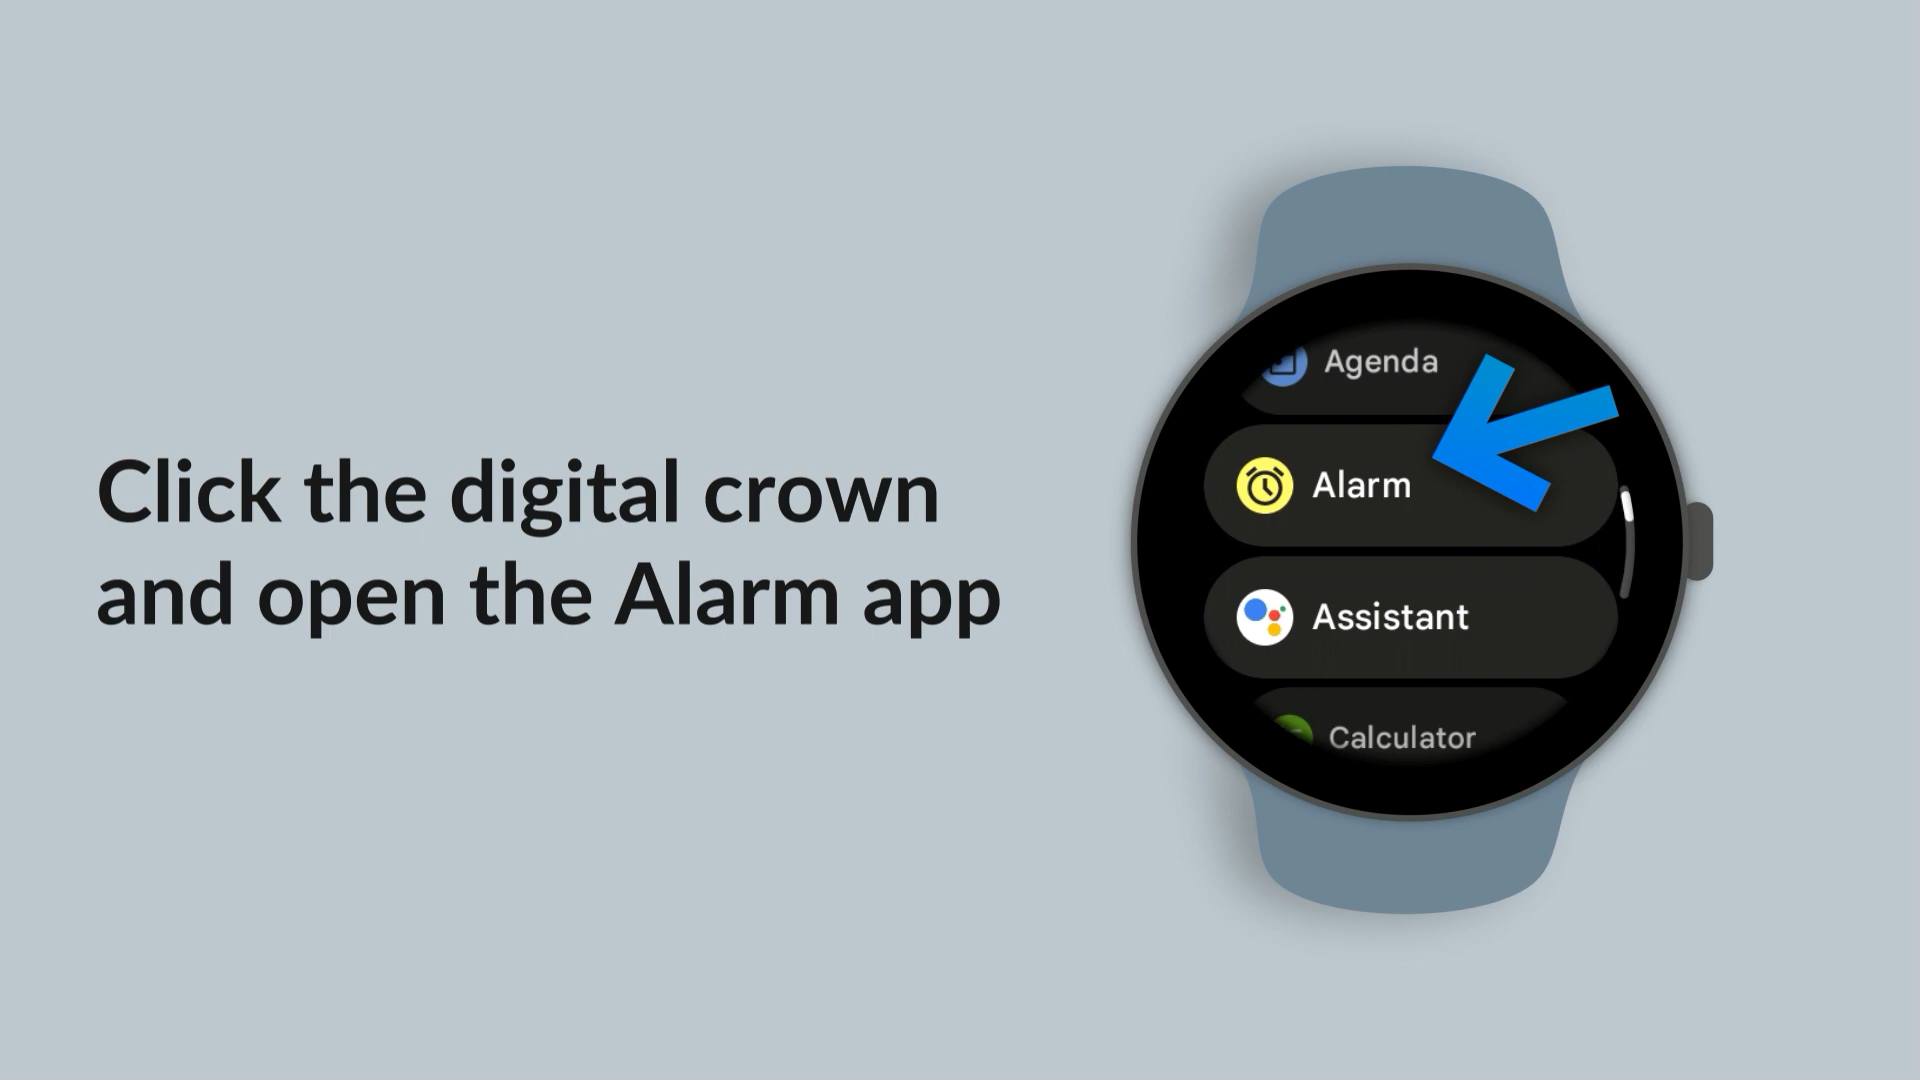 Click the digital crown
and open the Alarm app
Agenda
Alarm
Assistant
Calculator